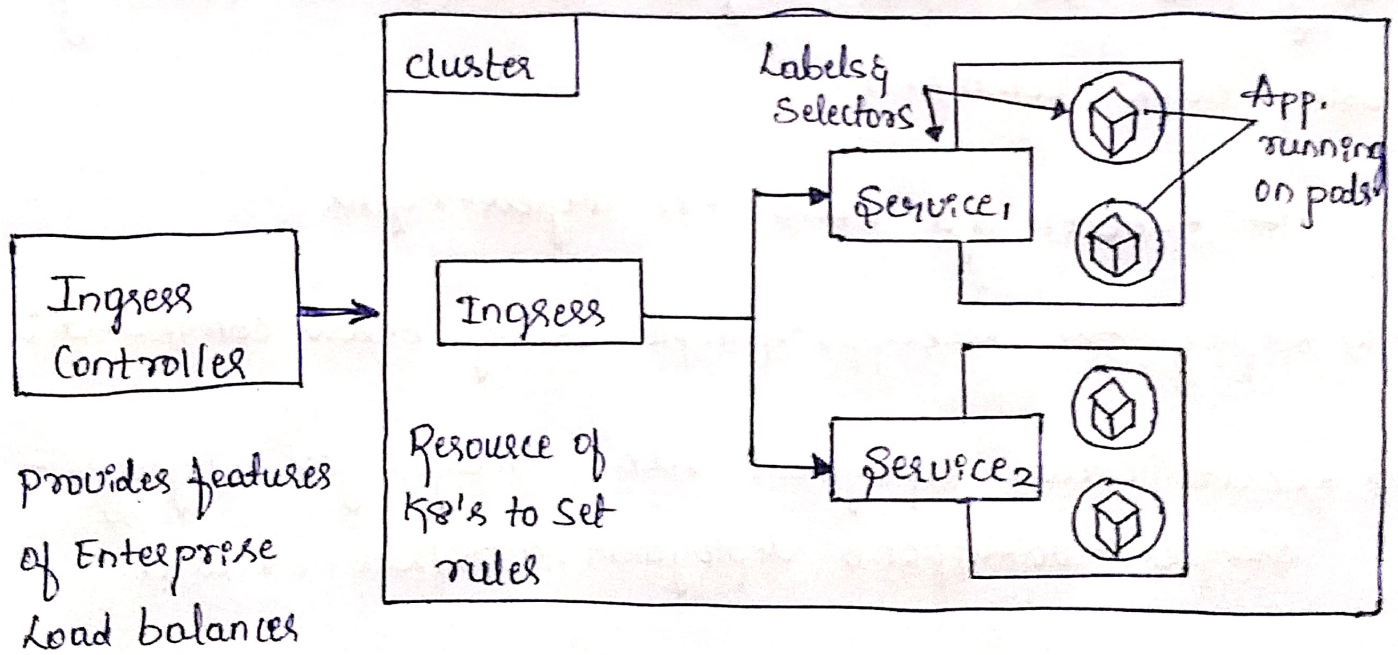 cluster
Labels &
Selectors
App.
running
on pods
Service1
Ingress
Controller
Ingress
Service2
provides features
of Enterprise
Load balancer
Resource of
K8's to Set
rules